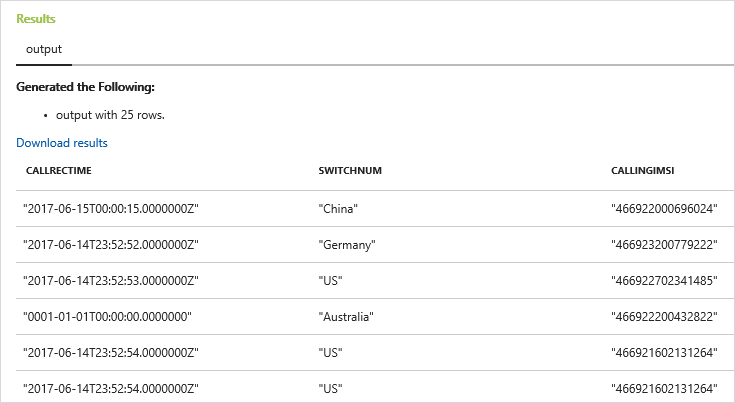 Results
output
Generated the Following:
• output with 25 rows.
Download results
CALLRECTIME SWITCHNUM CALLINGIMSI
"2017-06-15T00:00:15.0000000Z" "China" "466922000696024"
"2017-06-14T23:52:52.0000000Z" "Germany" "466923200779222"
"2017-06-14T23:52:53.0000000Z" "US" "466922702341485"
"0001-01-01T00:00:00.0000000" "Australia" "466922200432822"
"2017-06-14T23:52:54.0000000Z" "US" "466921602131264"
"2017-06-14T23:52:54.0000000Z" "US" "466921602131264"